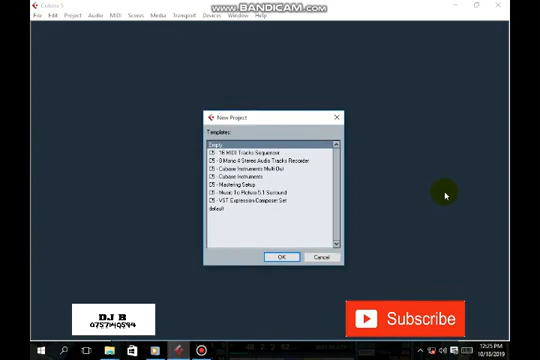 www.BANDICAM.com
Cubase 5
File Edit Project Audio MIDI Scores Media Transport Devices Window Help
New Project
Templates:
Empty
C5 - 16 MIDI Tracks Sequencer
C5 - 8 Mono 4 Stereo Audio Tracks Recorder
C5 - Cubase Instruments Multi Out
C5 - Cubase Instruments
C5 - Mastering Setup
C5 - Music To Picture 5.1 Surround
C5 - VST Expression Composer Set
default
OK Cancel
DJ B
0757140594
Subscribe
12:25 PM
10/18/2019